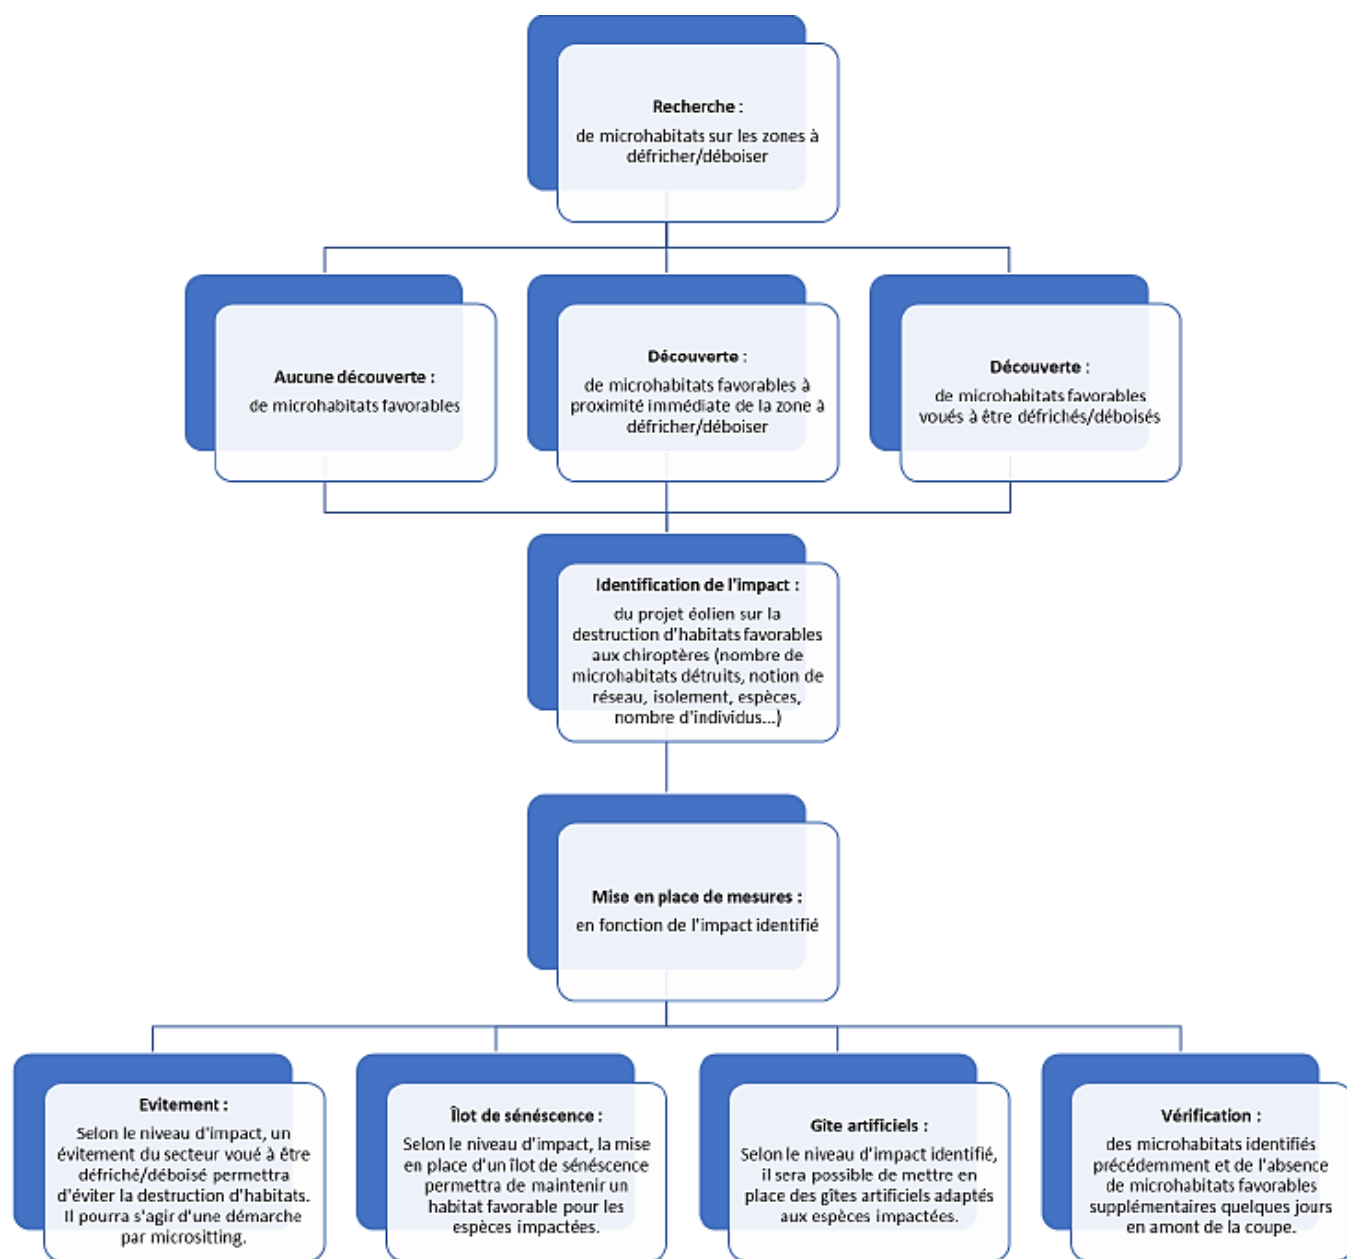 Recherche :
de microhabitats sur les zones à
défricher/déboiser
Aucune découverte :
de microhabitats favorables
Découverte :
de microhabitats favorables à
proximité immédiate de la zone à
défricher/déboiser
Découverte :
de microhabitats favorables
voués à être défrichés/déboisés
Identification de l'impact :
du projet éolien sur la
destruction d'habitats favorables
aux chiroptères (nombre de
microhabitats détruits, notion de
réseau, isolement, espèces,
nombre d'individus...)
Mise en place de mesures :
en fonction de l'impact identifié
Evitement :
Selon le niveau d'impact, un
évitement du secteur voué à être
défriché/déboisé permettra
d'éviter la destruction d'habitats.
Il pourra s'agir d'une démarche
par micrositting.
Îlot de sénéscence :
Selon le niveau d'impact, la mise
en place d'un îlot de sénéscence
permettra de maintenir un
habitat favorable pour les
espèces impactées.
Gîte artificiels :
Selon le niveau d'impact identifié,
il sera possible de mettre en
place des gîtes artificiels adaptés
aux espèces impactées.
Vérification :
des microhabitats identifiés
précédemment et de l'absence
de microhabitats favorables
supplémentaires quelques jours
en amont de la coupe.